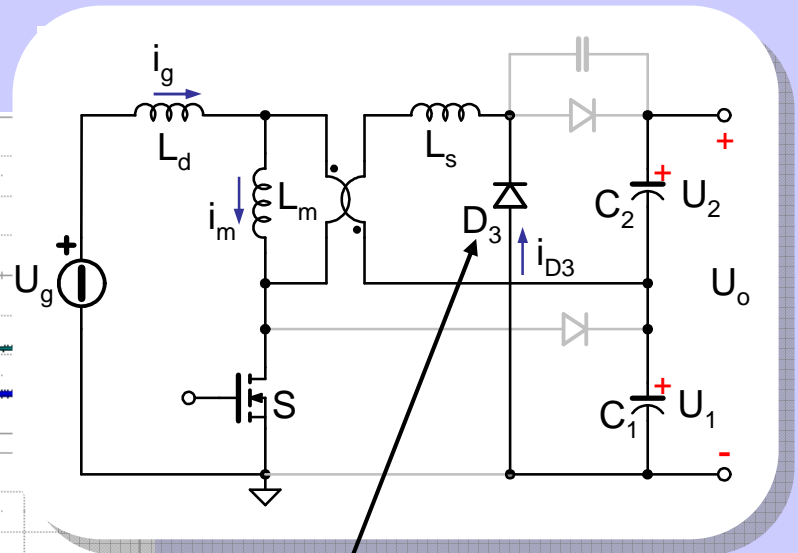 i_g
L_d
L_s
+
i_m
L_m
C_2
+
U_2
D_3
+
U_g
i_D3
U_o
S
C_1
+
U_1
-